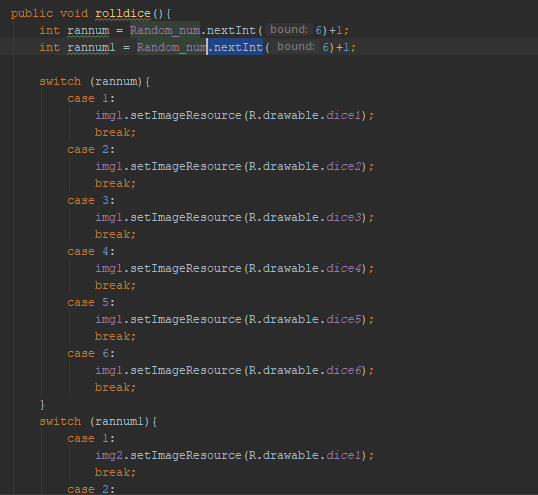 public void rolldice(){
int rannum = Random_num.nextInt( bound: 6)+1;
int rannum1 = Random_num.nextInt( bound: 6)+1;
switch (rannum){
case 1:
img1.setImageResource(R.drawable.dice1);
break;
case 2:
img1.setImageResource(R.drawable.dice2);
break;
case 3:
img1.setImageResource(R.drawable.dice3);
break;
case 4:
img1.setImageResource(R.drawable.dice4);
break;
case 5:
img1.setImageResource(R.drawable.dice5);
break;
case 6:
img1.setImageResource(R.drawable.dice6);
break;
}
switch (rannum1){
case 1:
img2.setImageResource(R.drawable.dice1);
break;
case 2: